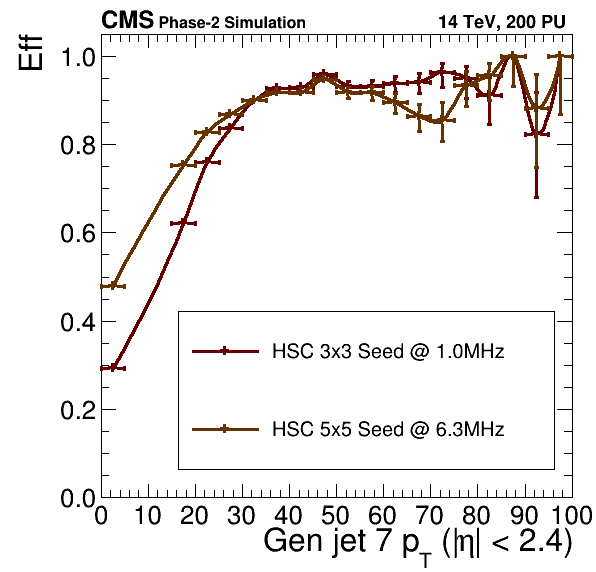 CMS Phase-2 Simulation 14 TeV, 200 PU
Eff
1.0
0.8
0.6
0.4
0.2
0.0
HSC 3x3 Seed @ 1.0MHz
HSC 5x5 Seed @ 6.3MHz
0 10 20 30 40 50 60 70 80 90 100
Gen jet 7 p_T (|η| < 2.4)